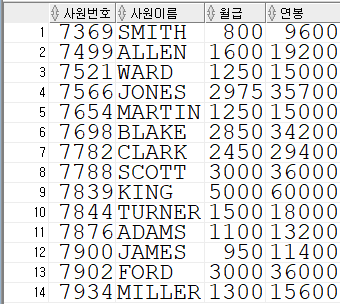 사원번호 사원이름 월급 연봉
1 7369 SMITH 800 9600
2 7499 ALLEN 1600 19200
3 7521 WARD 1250 15000
4 7566 JONES 2975 35700
5 7654 MARTIN 1250 15000
6 7698 BLAKE 2850 34200
7 7782 CLARK 2450 29400
8 7788 SCOTT 3000 36000
9 7839 KING 5000 60000
10 7844 TURNER 1500 18000
11 7876 ADAMS 1100 13200
12 7900 JAMES 950 11400
13 7902 FORD 3000 36000
14 7934 MILLER 1300 15600